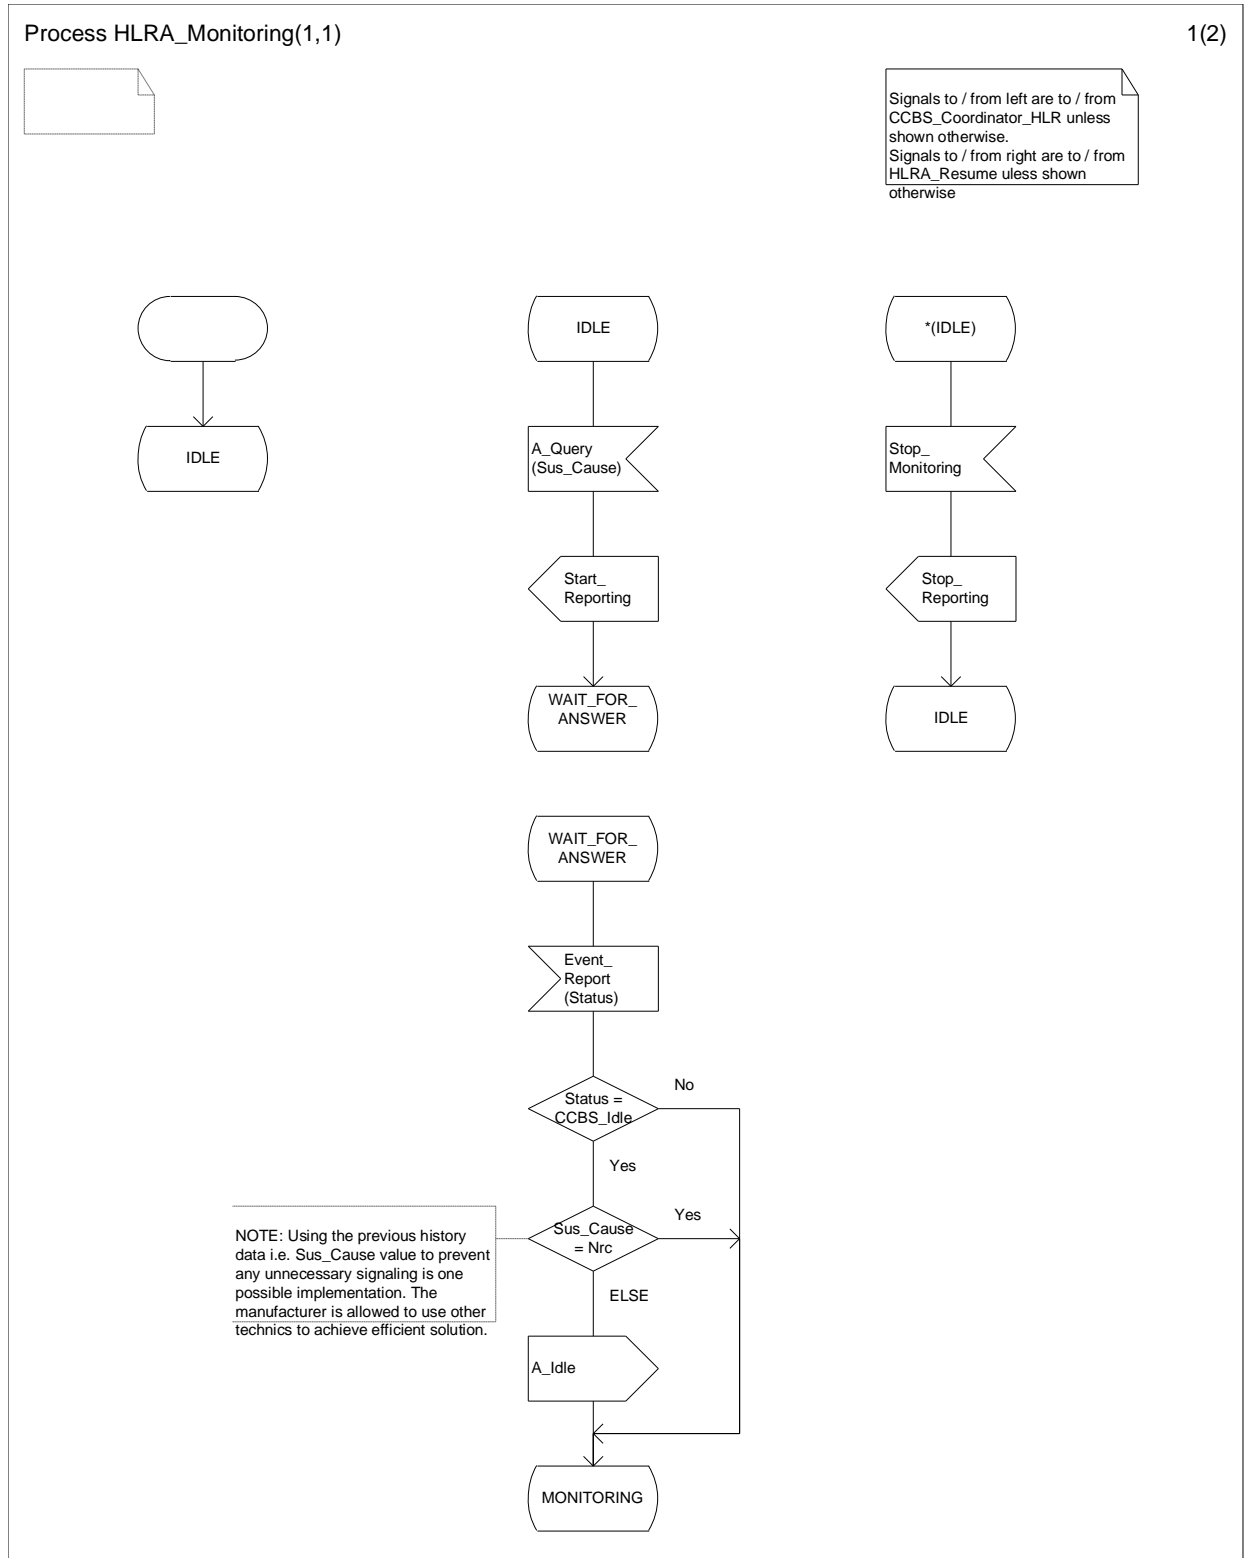 Process HLRA_Monitoring(1,1)
1(2)
Signals to / from left are to / from
CCBS_Coordinator_HLR unless
shown otherwise.
Signals to / from right are to / from
HLRA_Resume uless shown
otherwise
IDLE
IDLE
A_Query
(Sus_Cause)
Start_
Reporting
WAIT_FOR_
ANSWER
*(IDLE)
Stop_
Monitoring
Stop_
Reporting
IDLE
WAIT_FOR_
ANSWER
Event_
Report
(Status)
Status =
CCBS_Idle
No
Yes
NOTE: Using the previous history
data i.e. Sus_Cause value to prevent
any unnecessary signaling is one
possible implementation. The
manufacturer is allowed to use other
technics to achieve efficient solution.
Sus_Cause
= Nrc
Yes
ELSE
A_Idle
MONITORING